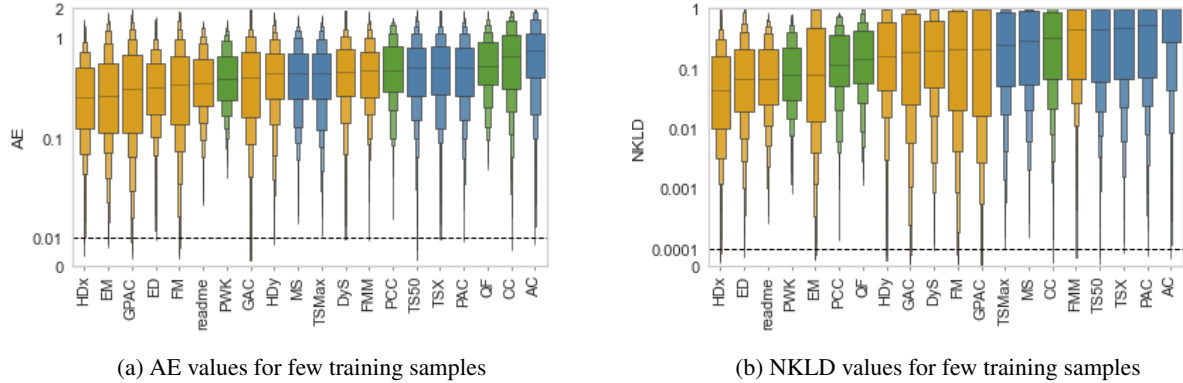 2
1
0.1
0.01
0
AE
HDx
EM
GPAC
ED
FM
readme
PWK
GAC
HDy
MS
TSMax
DyS
FMM
PCC
TS50
TSX
PAC
QF
CC
AC
(a) AE values for few training samples
1
0.1
0.01
0.001
0.0001
0
NKLD
HDx
ED
readme
PWK
EM
PCC
QF
HDy
GAC
DyS
FM
GPAC
TSMax
MS
CC
FMM
TS50
TSX
PAC
AC
(b) NKLD values for few training samples